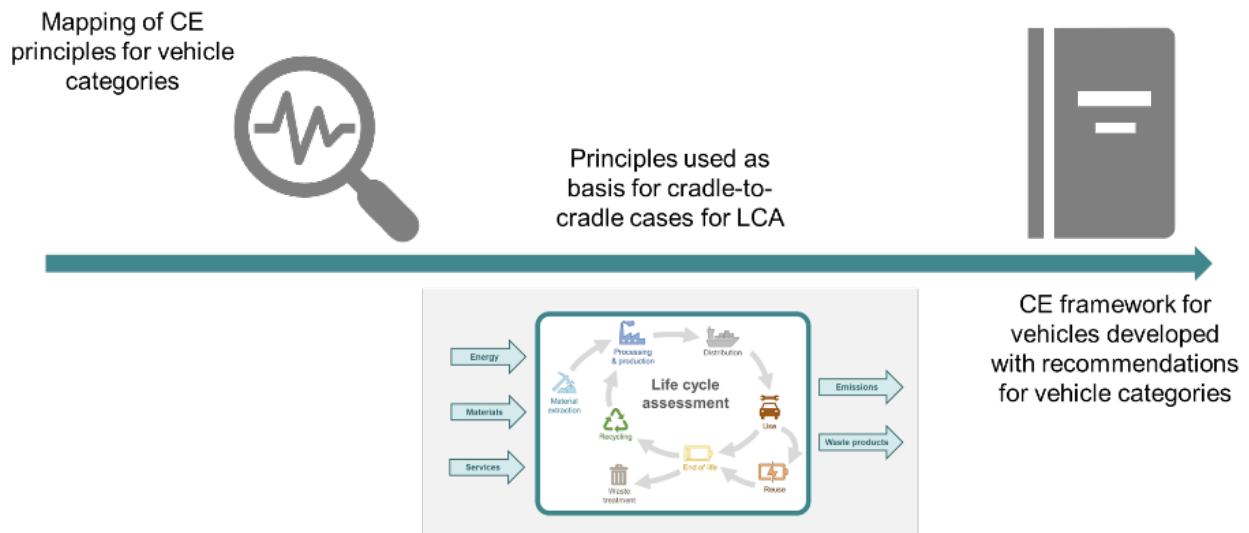 Mapping of CE
principles for vehicle
categories
Principles used as
basis for cradle-to-
cradle cases for LCA
CE framework for
vehicles developed
with recommendations
for vehicle categories
Energy
Materials
Services
Processing
& production
Distribution
Material
extraction
Life cycle
assessment
Use
Recycling
End of life
Reuse
Waste
treatment
Emissions
Waste products